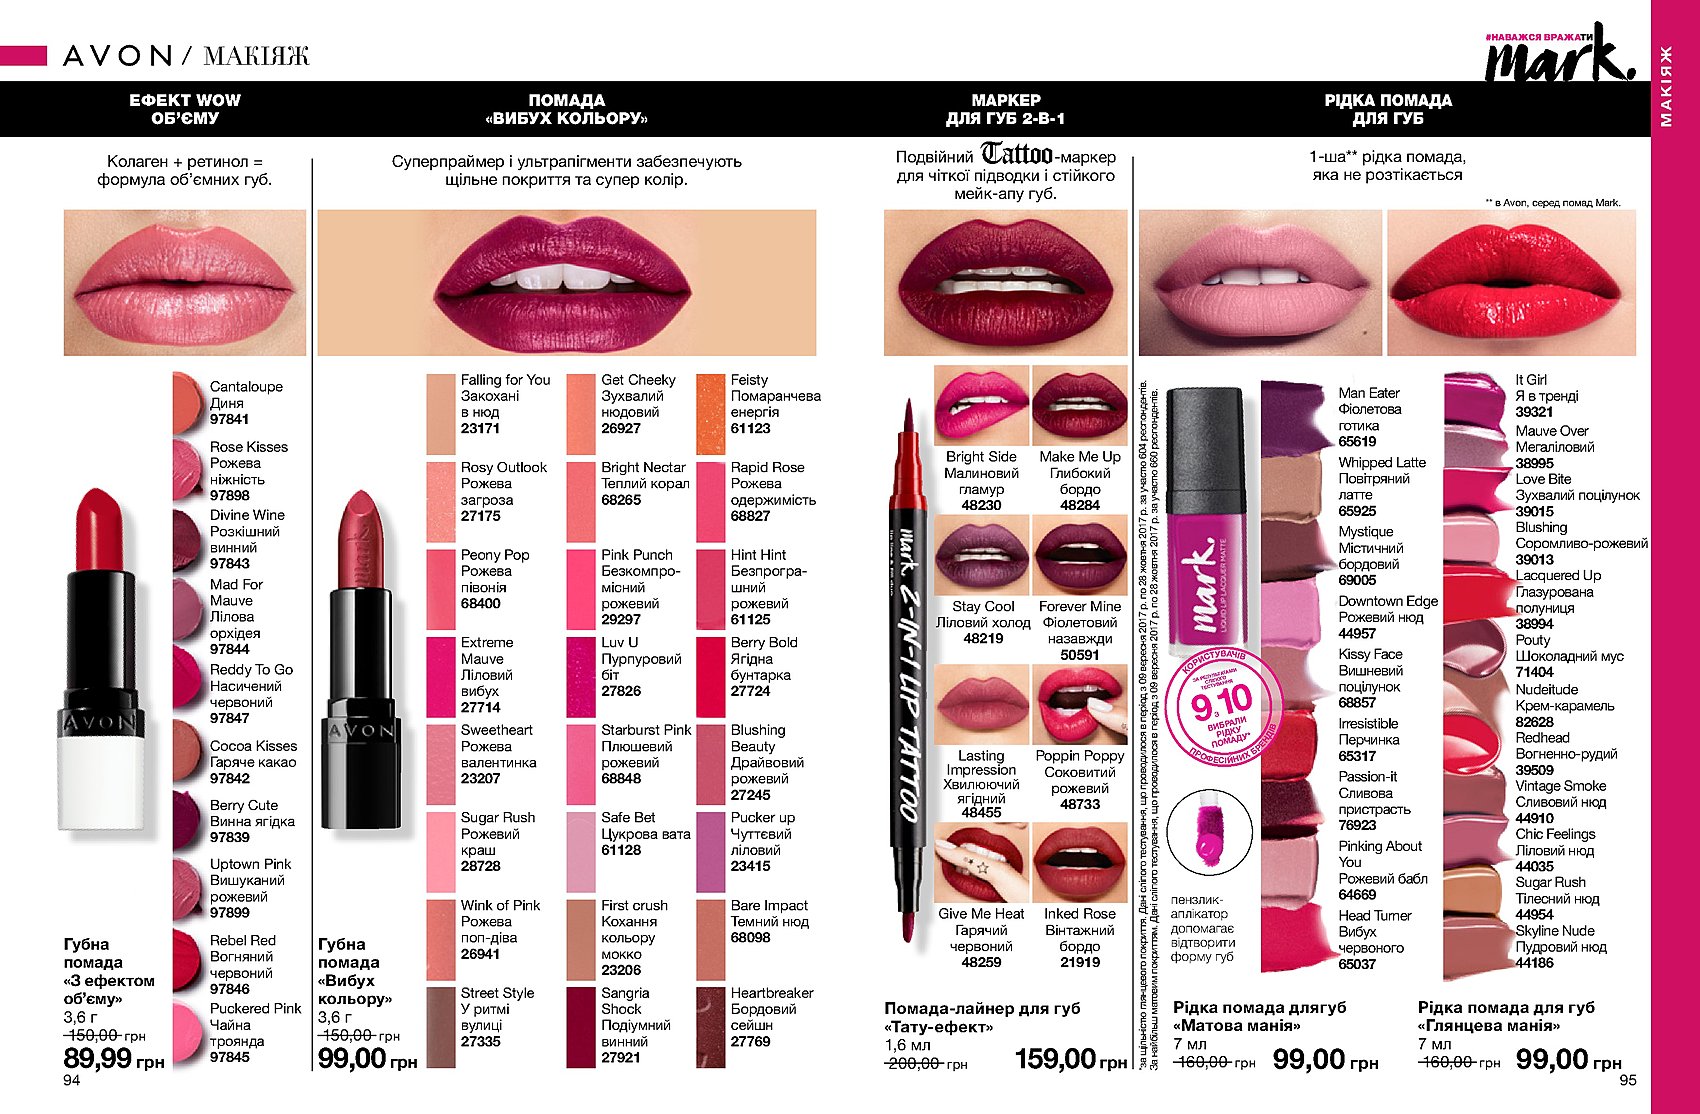 AVON / МАКІЯЖ
#НАВАЖСЯ ВРАЖАТИ
mark.
МАКІЯЖ
ЕФЕКТ WOW
ОБ’ЄМУ
ПОМАДА
«ВИБУХ КОЛЬОРУ»
МАРКЕР
ДЛЯ ГУБ 2-В-1
РІДКА ПОМАДА
ДЛЯ ГУБ
Колаген + ретинол =
формула об’ємних губ.
Суперпраймер і ультрапігменти забезпечують
щільне покриття та супер колір.
Подвійний Tattoo-маркер
для чіткої підводки і стійкого
мейк-апу губ.
1-ша** рідка помада,
яка не розтікається
** в Avon, серед помад Mark.
Cantaloupe
Диня
97841
Rose Kisses
Рожева
ніжність
97898
Divine Wine
Розкішний
винний
97843
Mad For
Mauve
Лілова
орхідея
97844
Reddy To Go
Насичений
червоний
97847
Cocoa Kisses
Гаряче какао
97842
Berry Cute
Винна ягідка
97839
Uptown Pink
Вишуканий
рожевий
97899
Rebel Red
Вогняний
червоний
97846
Puckered Pink
Чайна
троянда
97845
AVON
Губна
помада
«З ефектом
об’єму»
3,6 г
150,00 грн
89,99 грн
94
mark.
AVON
Губна
помада
«Вибух
кольору»
3,6 г
150,00 грн
99,00 грн
Falling for You
Закохані
в нюд
23171
Rosy Outlook
Рожева
загроза
27175
Peony Pop
Рожева
півонія
68400
Extreme
Mauve
Ліловий
вибух
27714
Sweetheart
Рожева
валентинка
23207
Sugar Rush
Рожевий
краш
28728
Wink of Pink
Рожева
поп-діва
26941
Street Style
У ритмі
вулиці
27335
Get Cheeky
Зухвалий
нюдовий
26927
Bright Nectar
Теплий корал
68265
Pink Punch
Безкомпро-
місний
рожевий
29297
Luv U
Пурпуровий
біт
27826
Starburst Pink
Плюшевий
рожевий
68848
Safe Bet
Цукрова вата
61128
First crush
Кохання
кольору
мокко
23206
Sangria
Shock
Подіумний
винний
27921
Feisty
Помаранчева
енергія
61123
Rapid Rose
Рожева
одержимість
68827
Hint Hint
Безпрогра-
шний
рожевий
61125
Berry Bold
Ягідна
бунтарка
27724
Blushing
Beauty
Драйвовий
рожевий
27245
Pucker up
Чуттєвий
ліловий
23415
Bare Impact
Темний нюд
68098
Heartbreaker
Бордовий
сейшн
27769
mark. 2-IN-1 LIP TATTOO
Bright Side
Малиновий
гламур
48230
Make Me Up
Глибокий
бордо
48284
Stay Cool
Ліловий холод
48219
Forever Mine
Фіолетовий
назавжди
50591
Lasting
Impression
Хвилюючий
ягідний
48455
Poppin Poppy
Соковитий
рожевий
48733
Give Me Heat
Гарячий
червоний
48259
Inked Rose
Вінтажний
бордо
21919
Помада-лайнер для губ
«Тату-ефект»
1,6 мл
200,00 грн
159,00 грн
*за щільністю глянцевого покриття. Дані сліпого тестування, що проводилося в період з 09 вересня 2017 р. по 28 жовтня 2017 р. за участю 604 респондентів.
За найбільш матовим покриттям. Дані сліпого тестування, що проводилося в період з 09 вересня 2017 р. по 28 жовтня 2017 р. за участю 660 респондентів.
mark.
LIQUID LIP LACQUER MATTE
КОРИСТУВАЧІВ
ЗА РЕЗУЛЬТАТАМИ
СЛІПОГО
ТЕСТУВАННЯ
9 з 10
ВИБРАЛИ
РІДКУ
ПОМАДУ*
ПРОФЕСІЙНИХ БРЕНДІВ
пензлик-
аплікатор
допомагає
відтворити
форму губ
Man Eater
Фіолетова
готика
65619
Whipped Latte
Повітряний
латте
65925
Mystique
Містичний
бордовий
69005
Downtown Edge
Рожевий нюд
44957
Kissy Face
Вишневий
поцілунок
68857
Irresistible
Перчинка
65317
Passion-it
Сливова
пристрасть
76923
Pinking About
You
Рожевий бабл
64669
Head Turner
Вибух
червоного
65037
Рідка помада длягуб
«Матова манія»
7 мл
160,00 грн
99,00 грн
It Girl
Я в тренді
39321
Mauve Over
Мегаліловий
38995
Love Bite
Зухвалий поцілунок
39015
Blushing
Соромливо-рожевий
39013
Lacquered Up
Глазурована
полуниця
38994
Pouty
Шоколадний мус
71404
Nudeitude
Крем-карамель
82628
Redhead
Вогненно-рудий
39509
Vintage Smoke
Сливовий нюд
44910
Chic Feelings
Ліловий нюд
44035
Sugar Rush
Тілесний нюд
44954
Skyline Nude
Пудровий нюд
44186
Рідка помада для губ
«Глянцева манія»
7 мл
160,00 грн
99,00 грн
95